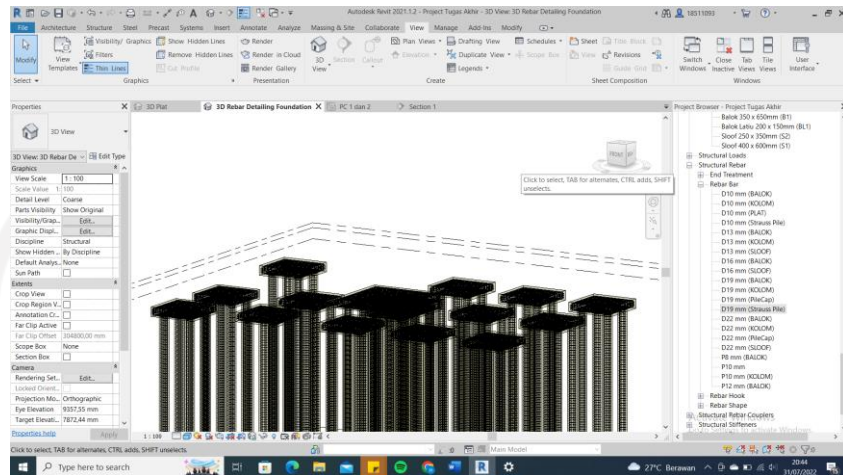 Autodesk Revit 2021.1.2 - Project Tugas Akhir - 3D View: 3D Rebar Detailing Foundation
18511093
File Architecture Structure Steel Precast Systems Insert Annotate Analyze Massing & Site Collaborate View Manage Add-Ins Modify
Modify
View Templates
Visibility/ Graphics
Filters
Thin Lines
Show Hidden Lines
Remove Hidden Lines
Cut Profile
Render
Render in Cloud
Render Gallery
3D View
Section
Callout
Plan Views
Elevation
Drafting View
Duplicate View
Legends
Schedules
Scope Box
Sheet
View
Title Block
Revisions
Guide Grid
Switch Windows
Close Inactive
Tab Views
Tile Views
User Interface
Select
Graphics
Presentation
Create
Sheet Composition
Windows
Properties
3D View
3D View: 3D Rebar De
Edit Type
Graphics
View Scale 1 : 100
Scale Value 1: 100
Detail Level Coarse
Parts Visibility Show Original
Visibility/Grap... Edit...
Graphic Displ... Edit...
Discipline Structural
Show Hidden ... By Discipline
Default Analys... None
Sun Path
Extents
Crop View
Crop Region V...
Annotation Cr...
Far Clip Active
Far Clip Offset 304800,00 mm
Scope Box None
Section Box
Camera
Rendering Set... Edit...
Locked Orient...
Projection Mo... Orthographic
Eye Elevation 9357,55 mm
Target Elevati... 7872,44 mm
Properties help
Apply
3D Plat
3D Rebar Detailing Foundation
PC 1 dan 2
Section 1
FRONT
Click to select, TAB for alternates, CTRL adds, SHIFT
unselects.
1 : 100
Project Browser - Project Tugas Akhir
Balok 350 x 650mm (B1)
Balok Latiu 200 x 150mm (BL1)
Sloof 250 x 350mm (S2)
Sloof 400 x 600mm (S1)
Structural Loads
Structural Rebar
End Treatment
Rebar Bar
D10 mm (BALOK)
D10 mm (KOLOM)
D10 mm (PLAT)
D10 mm (Strauss Pile)
D13 mm (BALOK)
D13 mm (KOLOM)
D13 mm (SLOOF)
D16 mm (BALOK)
D16 mm (SLOOF)
D19 mm (BALOK)
D19 mm (KOLOM)
D19 mm (PileCap)
D19 mm (Strauss Pile)
D22 mm (BALOK)
D22 mm (KOLOM)
D22 mm (PileCap)
D22 mm (SLOOF)
P8 mm (BALOK)
P10 mm
P10 mm (KOLOM)
P12 mm (BALOK)
Rebar Hook
Rebar Shape
Structural Rebar Couplers
Structural Stiffeners
Click to select, TAB for alternates, CTRL adds, SHIFT unselects.
Main Model
Type here to search
27°C Berawan
20:44
31/07/2022